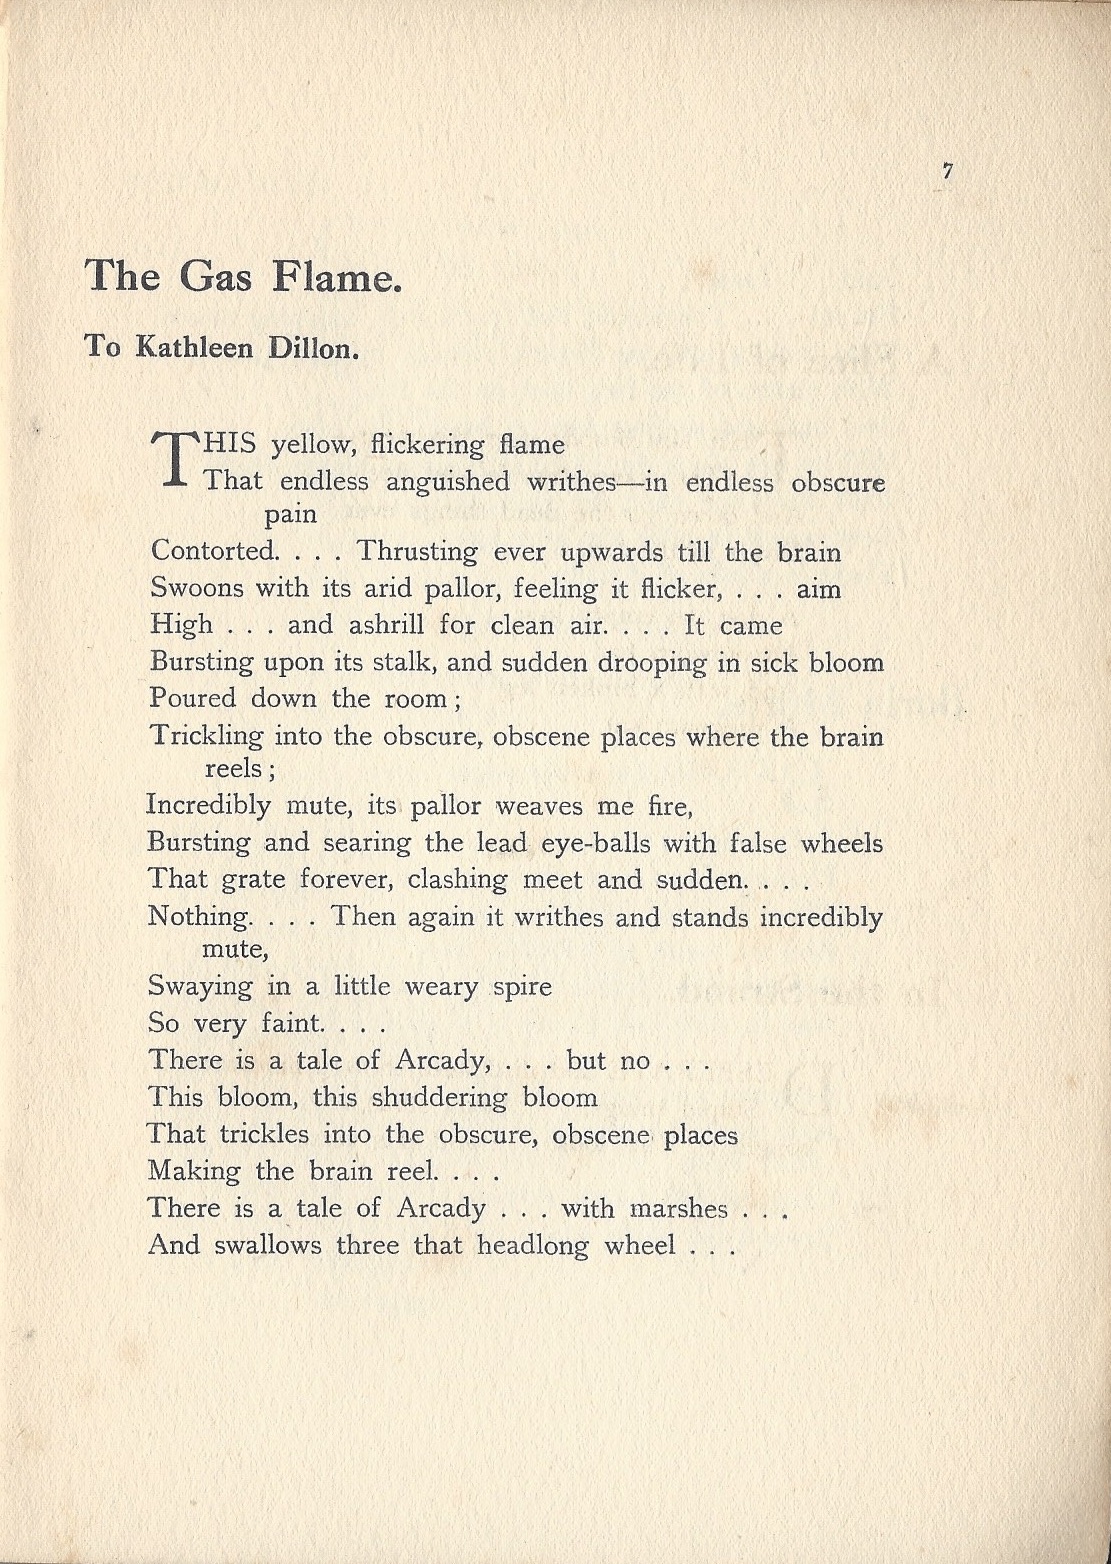 7
The Gas Flame.
To Kathleen Dillon.
THIS yellow, flickering flame
That endless anguished writhes—in endless obscure
pain
Contorted. . . . Thrusting ever upwards till the brain
Swoons with its arid pallor, feeling it flicker, . . . aim
High . . . and ashrill for clean air. . . . It came
Bursting upon its stalk, and sudden drooping in sick bloom
Poured down the room ;
Trickling into the obscure, obscene places where the brain
reels ;
Incredibly mute, its pallor weaves me fire,
Bursting and searing the lead eye-balls with false wheels
That grate forever, clashing meet and sudden. . . .
Nothing. . . . Then again it writhes and stands incredibly
mute,
Swaying in a little weary spire
So very faint. . . .
There is a tale of Arcady, . . . but no . . .
This bloom, this shuddering bloom
That trickles into the obscure, obscene places
Making the brain reel. . . .
There is a tale of Arcady . . . with marshes . . .
And swallows three that headlong wheel . . .